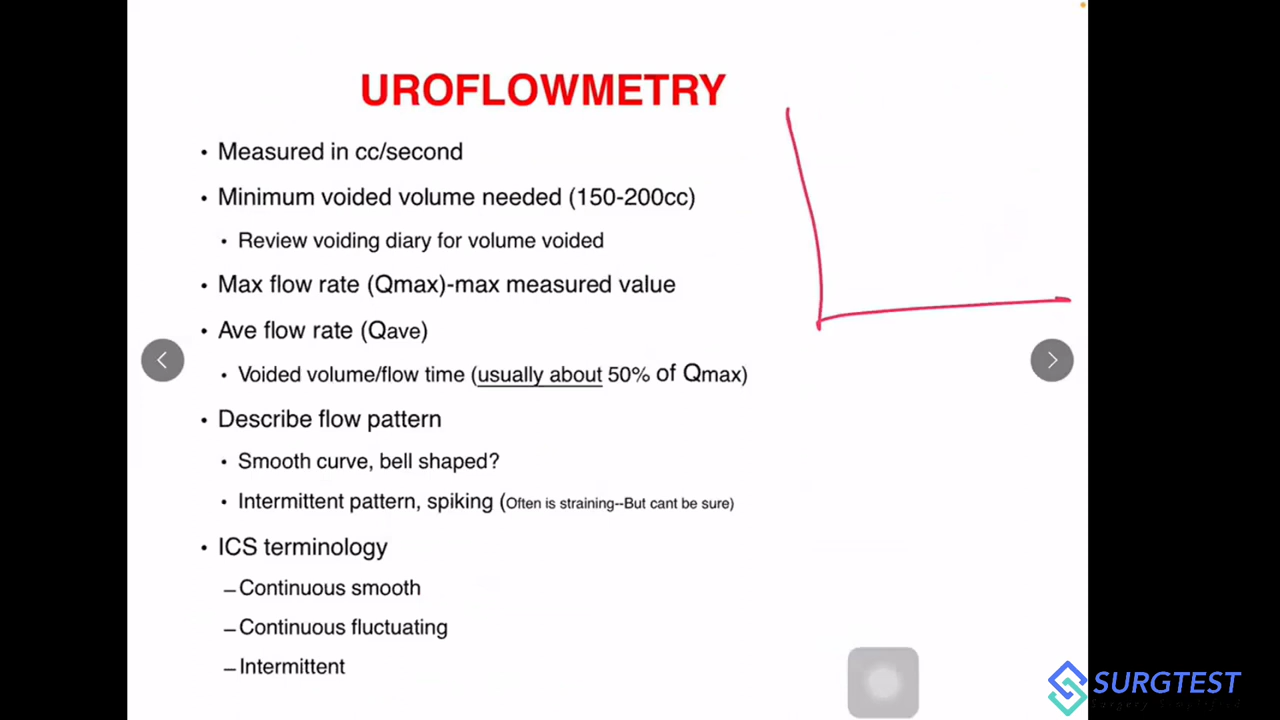 UROFLOWMETRY
• Measured in cc/second
• Minimum voided volume needed (150-200cc)
• Review voiding diary for volume voided
• Max flow rate (Qmax)-max measured value
• Ave flow rate (Qave)
• Voided volume/flow time (usually about 50% of Qmax)
• Describe flow pattern
• Smooth curve, bell shaped?
• Intermittent pattern, spiking (Often is straining--But cant be sure)
• ICS terminology
– Continuous smooth
– Continuous fluctuating
– Intermittent
SURGTEST